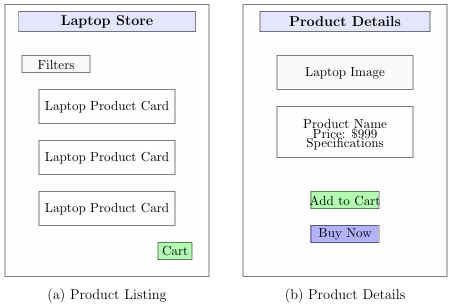 Laptop Store
Filters
Laptop Product Card
Laptop Product Card
Laptop Product Card
Cart
(a) Product Listing
Product Details
Laptop Image
Product Name
Price: $999
Specifications
Add to Cart
Buy Now
(b) Product Details